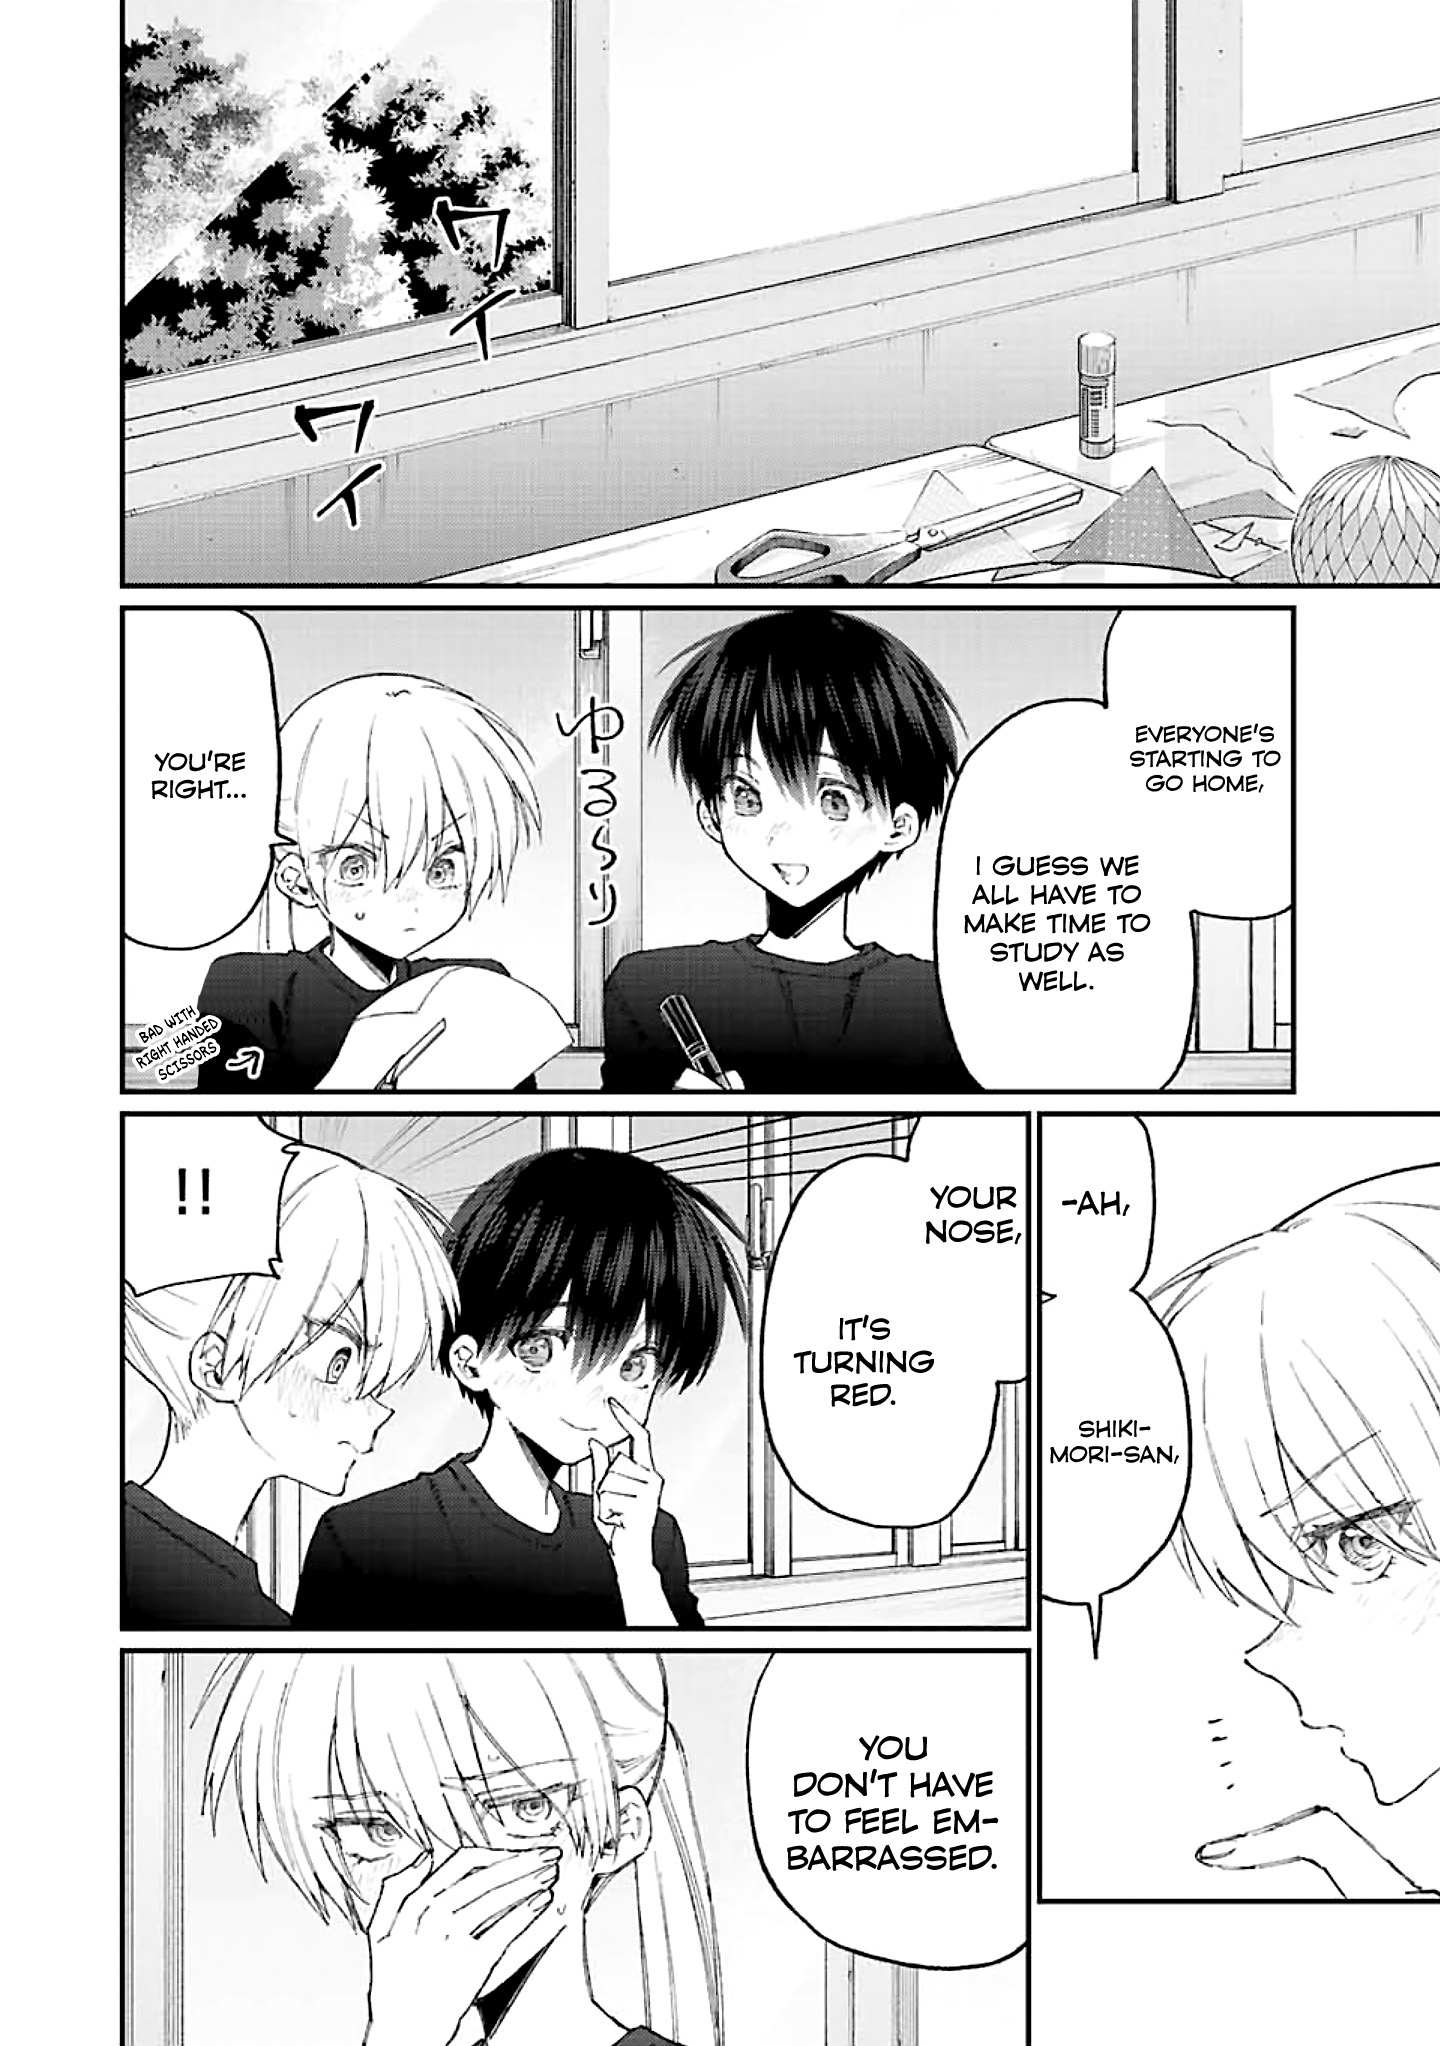 ワイ
ワイ
EVERYONE'S
STARTING TO
GO HOME,
I GUESS WE
ALL HAVE TO
MAKE TIME TO
STUDY AS
WELL.
ゆる〜り
YOU'RE
RIGHT...
BAD WITH
RIGHT HANDED
SCISSORS
-AH,
SHIKI-
MORI-SAN,
YOUR
NOSE,
IT'S
TURNING
RED.
!!
YOU
DON'T HAVE
TO FEEL EM-
BARRASSED.